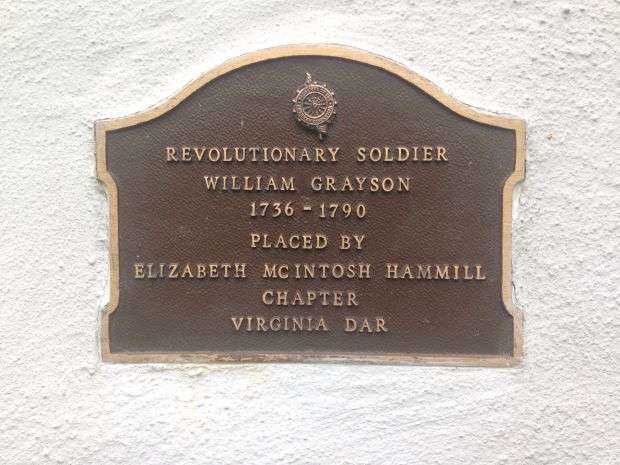 REVOLUTIONARY SOLDIER
WILLIAM GRAYSON
1736 - 1790
PLACED BY
ELIZABETH MCINTOSH HAMMILL
CHAPTER
VIRGINIA DAR